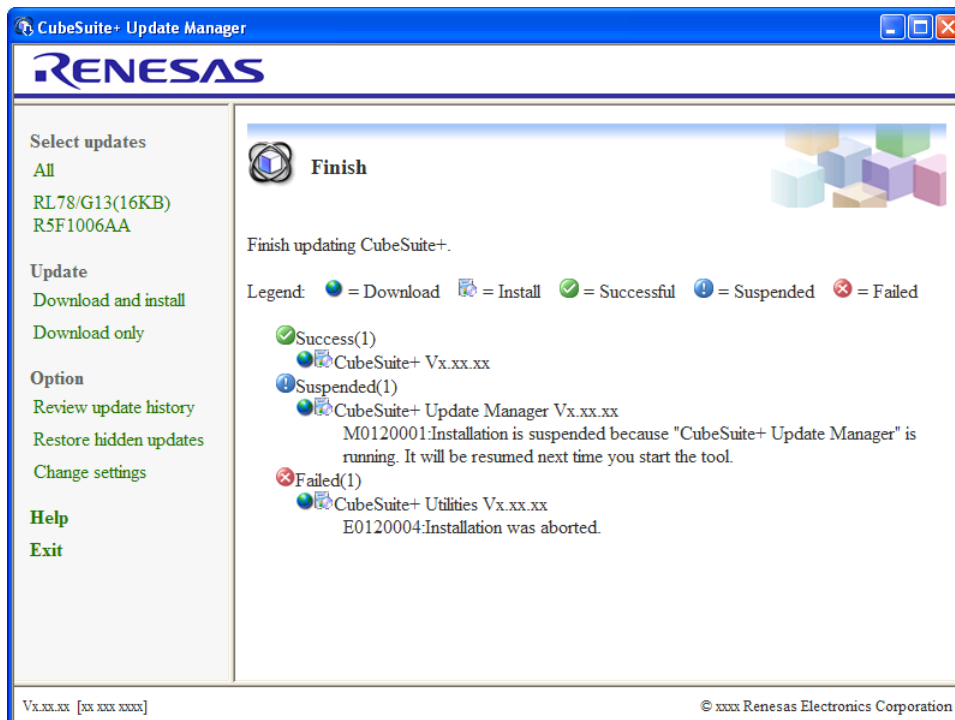 CubeSuite+ Update Manager
RENESAS
Select updates
All
RL78/G13(16KB)
R5F1006AA
Update
Download and install
Download only
Option
Review update history
Restore hidden updates
Change settings
Help
Exit
Finish
Finish updating CubeSuite+.
Legend: = Download = Install = Successful = Suspended = Failed
Success(1)
CubeSuite+ Vx.xx.xx
Suspended(1)
CubeSuite+ Update Manager Vx.xx.xx
M0120001:Installation is suspended because "CubeSuite+ Update Manager" is
running. It will be resumed next time you start the tool.
Failed(1)
CubeSuite+ Utilities Vx.xx.xx
E0120004:Installation was aborted.
Vx.xx.xx [xx xxx xxxx]
© xxxx Renesas Electronics Corporation